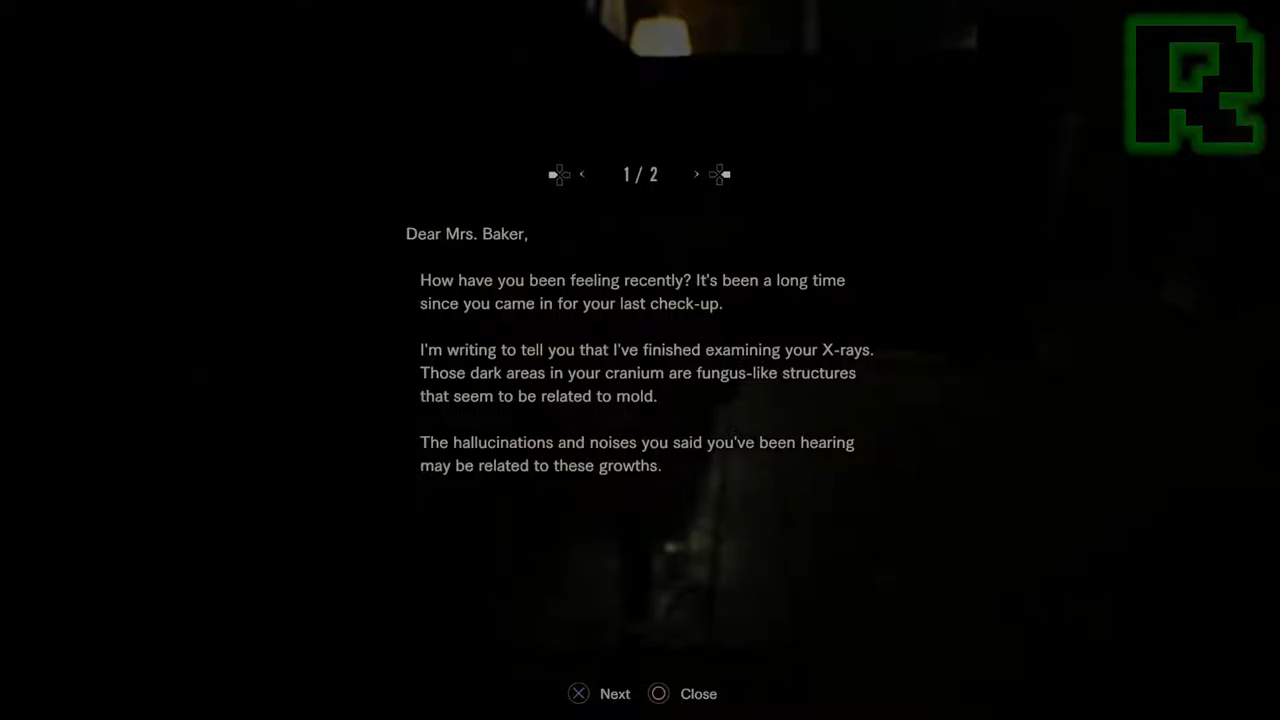 R
1 / 2
Dear Mrs. Baker,
How have you been feeling recently? It's been a long time
since you came in for your last check-up.
I'm writing to tell you that I've finished examining your X-rays.
Those dark areas in your cranium are fungus-like structures
that seem to be related to mold.
The hallucinations and noises you said you've been hearing
may be related to these growths.
Next Close